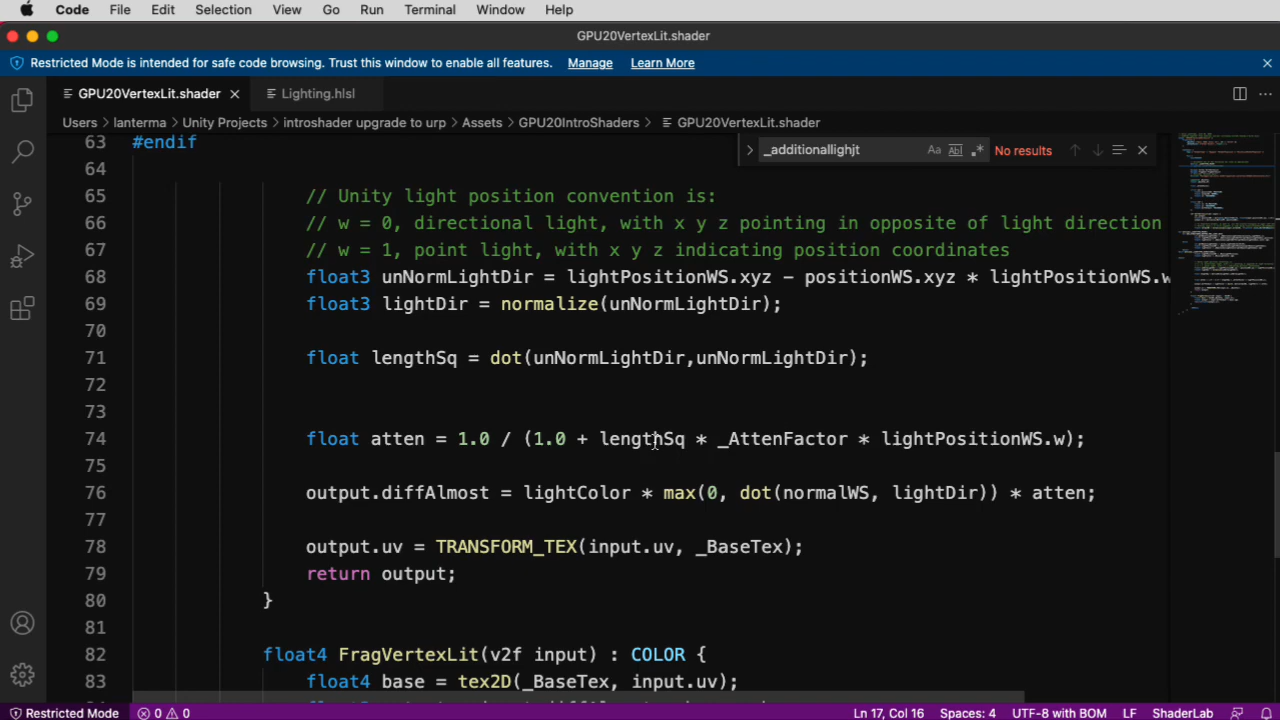 Code File Edit Selection View Go Run Terminal Window Help
GPU20VertexLit.shader
Restricted Mode is intended for safe code browsing. Trust this window to enable all features. Manage Learn More
GPU20VertexLit.shader Lighting.hlsl
Users › lanterma › Unity Projects › introshader upgrade to urp › Assets › GPU20IntroShaders › GPU20VertexLit.shader
_additionallighjt Aa Ab No results
63 #endif
64
65 // Unity light position convention is:
66 // w = 0, directional light, with x y z pointing in opposite of light direction
67 // w = 1, point light, with x y z indicating position coordinates
68 float3 unNormLightDir = lightPositionWS.xyz - positionWS.xyz * lightPositionWS.w
69 float3 lightDir = normalize(unNormLightDir);
70
71 float lengthSq = dot(unNormLightDir,unNormLightDir);
72
73
74 float atten = 1.0 / (1.0 + lengthSq * _AttenFactor * lightPositionWS.w);
75
76 output.diffAlmost = lightColor * max(0, dot(normalWS, lightDir)) * atten;
77
78 output.uv = TRANSFORM_TEX(input.uv, _BaseTex);
79 return output;
80 }
81
82 float4 FragVertexLit(v2f input) : COLOR {
83 float4 base = tex2D(_BaseTex, input.uv);
Restricted Mode 0 0 Ln 17, Col 16 Spaces: 4 UTF-8 with BOM LF ShaderLab